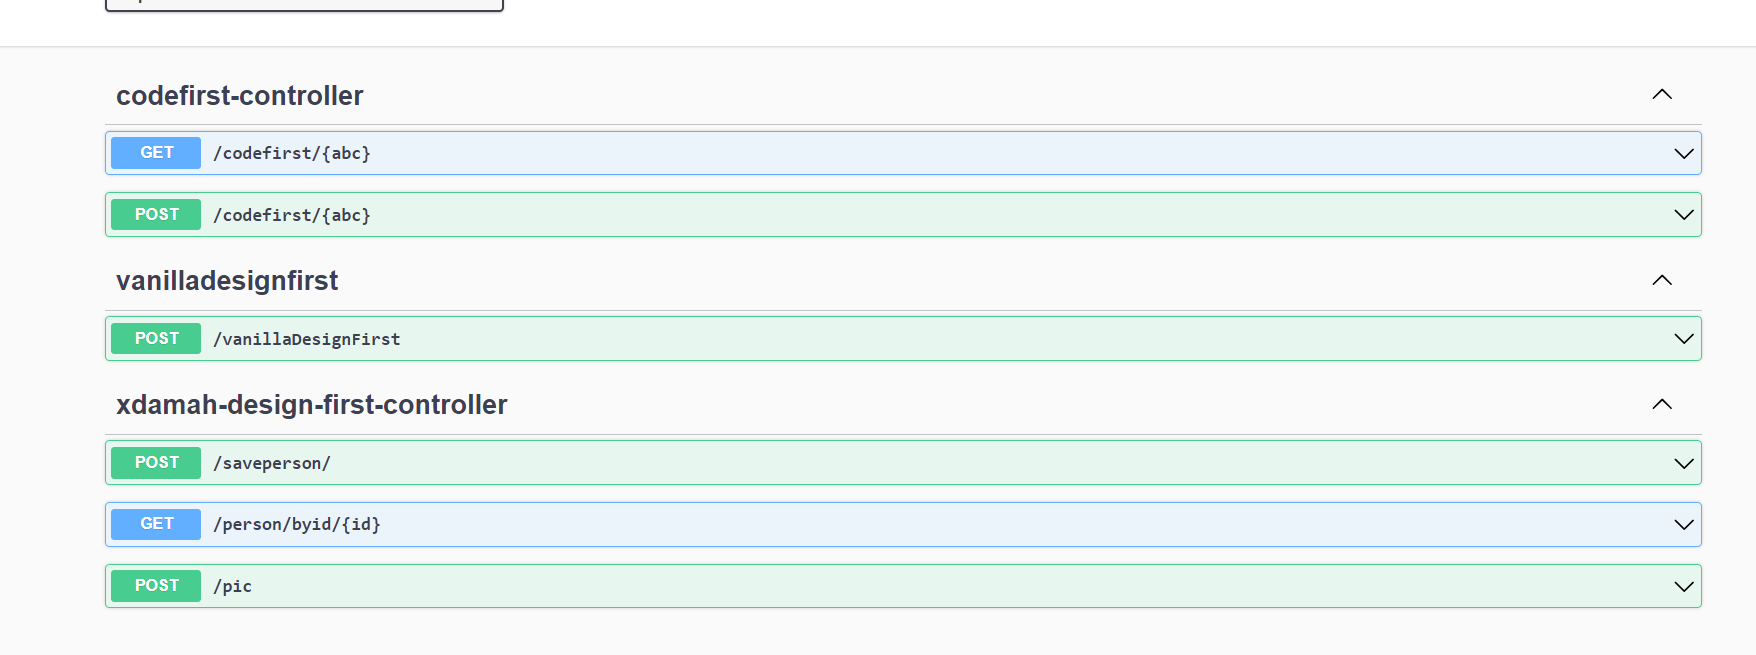 codefirst-controller
GET /codefirst/{abc}
POST /codefirst/{abc}
vanilladesignfirst
POST /vanillaDesignFirst
xdamah-design-first-controller
POST /saveperson/
GET /person/byid/{id}
POST /pic